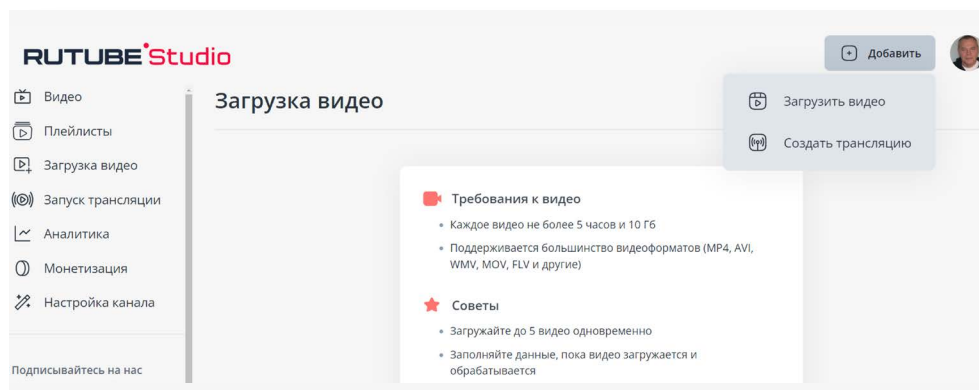 RUTUBE Studio
Добавить
Видео
Плейлисты
Загрузка видео
Запуск трансляции
Аналитика
Монетизация
Настройка канала
Подписывайтесь на нас
Загрузка видео
Загрузить видео
Создать трансляцию
Требования к видео
Каждое видео не более 5 часов и 10 Гб
Поддерживается большинство видеоформатов (MP4, AVI,
WMV, MOV, FLV и другие)
Советы
Загружайте до 5 видео одновременно
Заполняйте данные, пока видео загружается и
обрабатывается